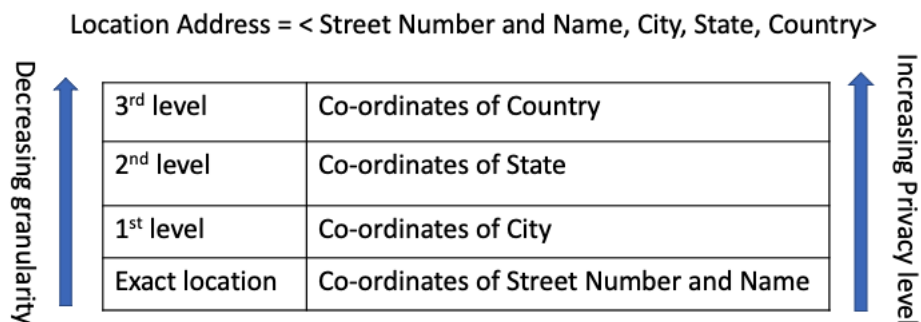 Location Address = < Street Number and Name, City, State, Country>
Decreasing granularity
3rd level
Co-ordinates of Country
2nd level
Co-ordinates of State
1st level
Co-ordinates of City
Exact location
Co-ordinates of Street Number and Name
Increasing Privacy level